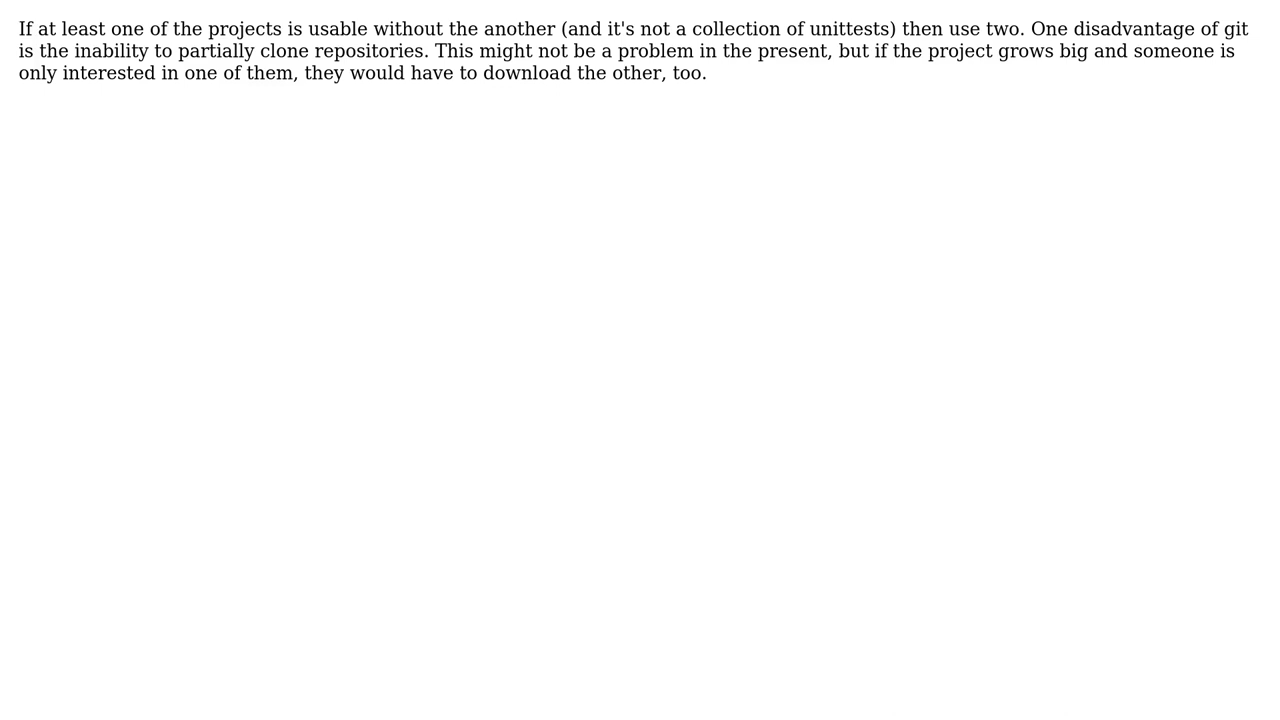 If at least one of the projects is usable without the another (and it's not a collection of unittests) then use two. One disadvantage of git
is the inability to partially clone repositories. This might not be a problem in the present, but if the project grows big and someone is
only interested in one of them, they would have to download the other, too.